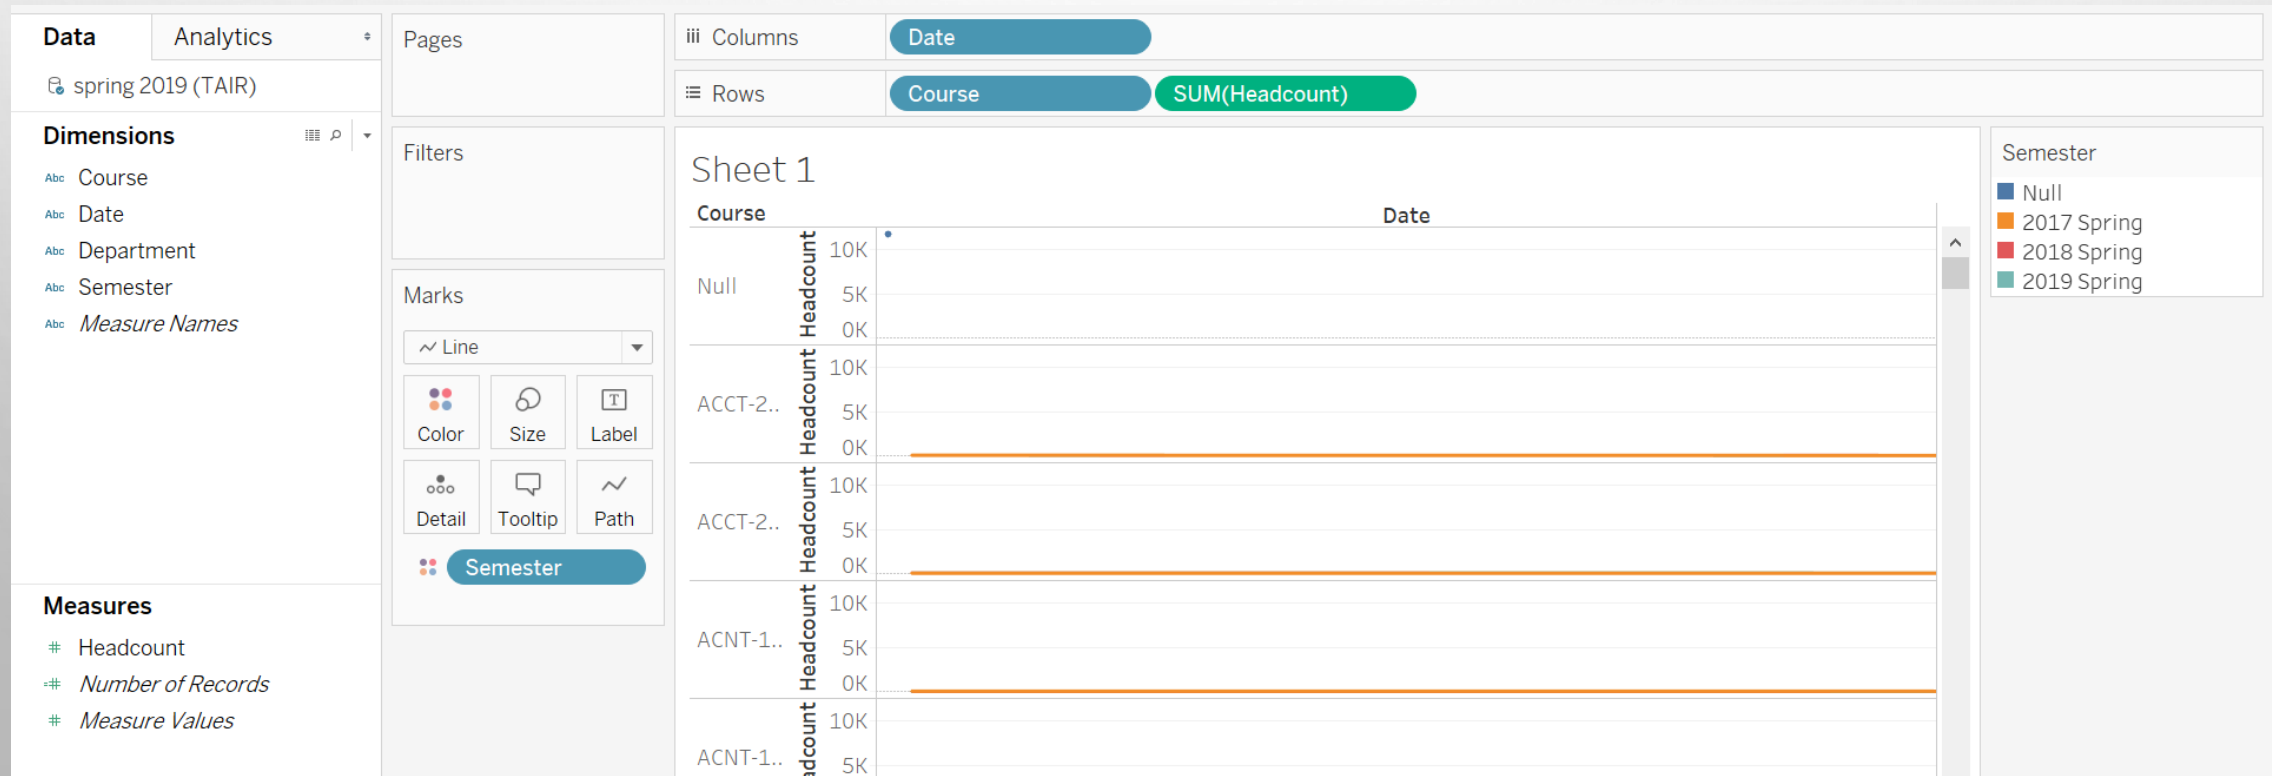 Data
Analytics
spring 2019 (TAIR)
Dimensions
Abc Course
Abc Date
Abc Department
Abc Semester
Abc Measure Names
Measures
# Headcount
=# Number of Records
# Measure Values
Pages
Filters
Marks
Line
Color
Size
T
Label
Detail
Tooltip
Path
Semester
iii Columns
Date
Rows
Course
SUM(Headcount)
Sheet 1
Course
Date
Null
Headcount
10K
5K
0K
ACCT-2..
Headcount
10K
5K
0K
ACCT-2..
Headcount
10K
5K
0K
ACNT-1..
Headcount
10K
5K
0K
ACNT-1..
adcount
10K
5K
Semester
Null
2017 Spring
2018 Spring
2019 Spring